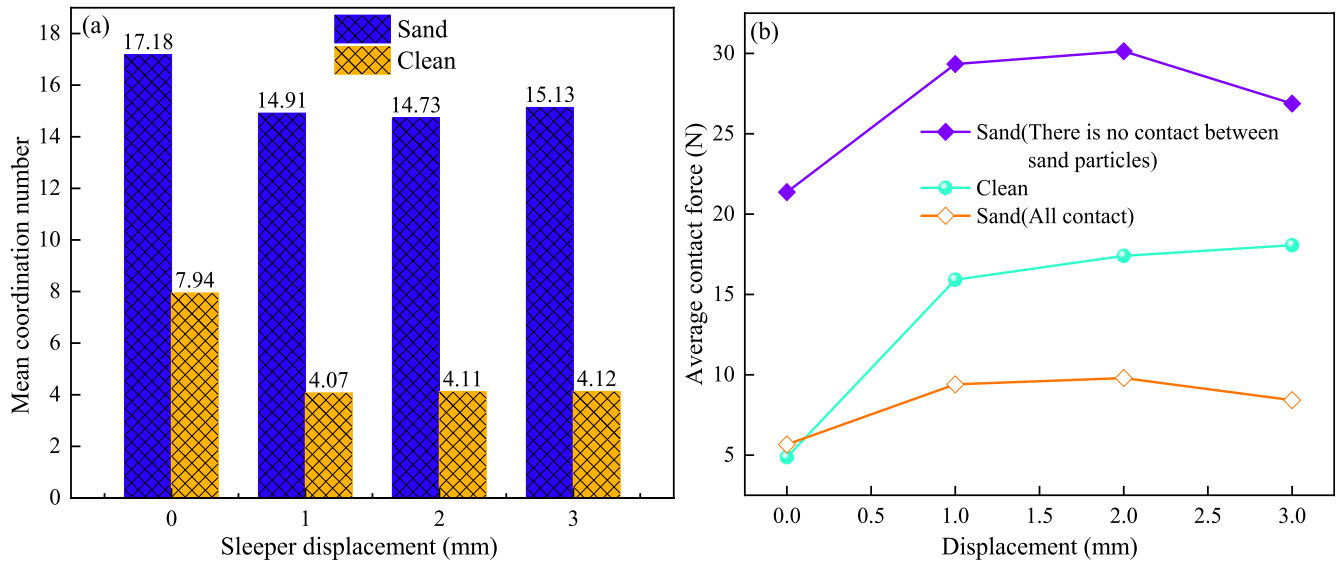 (a)
Sand
Clean
17.18
14.91
14.73
15.13
7.94
4.07
4.11
4.12
18
16
14
12
10
8
6
4
2
0
Mean coordination number
0 1 2 3
Sleeper displacement (mm)
(b)
30
25
20
15
10
5
Average contact force (N)
Sand(There is no contact between
sand particles)
Clean
Sand(All contact)
0.0 0.5 1.0 1.5 2.0 2.5 3.0
Displacement (mm)